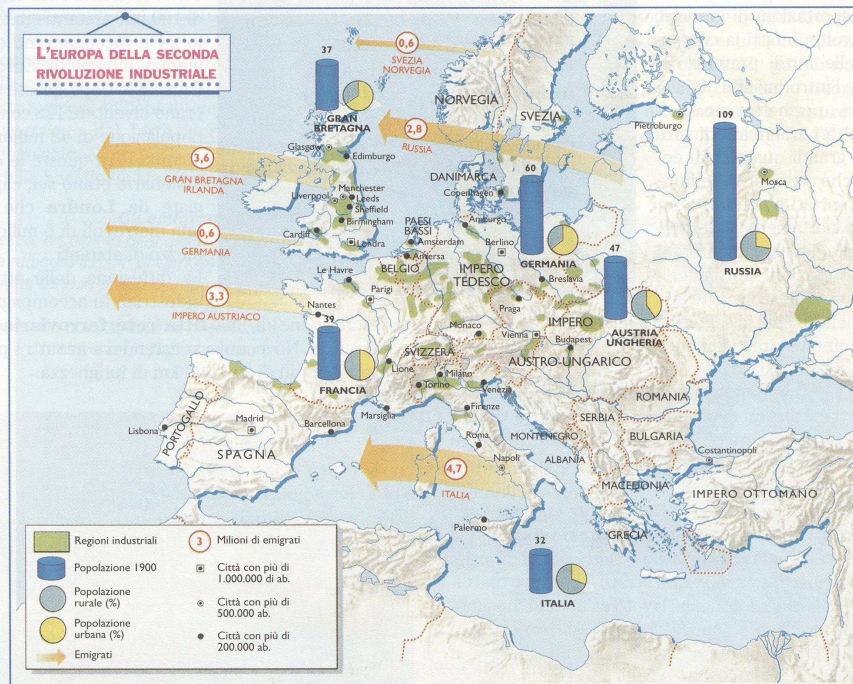 L'EUROPA DELLA SECONDA
RIVOLUZIONE INDUSTRIALE
37
GRAN
BRETAGNA
0,6
SVEZIA
NORVEGIA
NORVEGIA
SVEZIA
Pietroburgo
109
RUSSIA
Mosca
2,8
RUSSIA
3,6
GRAN BRETAGNA
IRLANDA
Glasgow
Edimburgo
Manchester
Liverpool
Leeds
Sheffield
Birmingham
Cardiff
Londra
DANIMARCA
Copenhagen
60
GERMANIA
0,6
GERMANIA
PAESI
BASSI
Amsterdam
Anversa
BELGIO
Amburgo
Berlino
IMPERO
TEDESCO
Breslavia
Praga
47
AUSTRIA
UNGHERIA
3,3
IMPERO AUSTRIACO
Le Havre
Parigi
Nantes
39
FRANCIA
Monaco
Vienna
Budapest
IMPERO
AUSTRO-UNGARICO
SVIZZERA
Lione
Milano
Torino
Venezia
Marsiglia
Firenze
Roma
Napoli
Palermo
ROMANIA
SERBIA
BULGARIA
MONTENEGRO
ALBANIA
MACEDONIA
GRECIA
Costantinopoli
IMPERO OTTOMANO
PORTOGALLO
Lisbona
Madrid
SPAGNA
Barcellona
4,7
ITALIA
32
ITALIA
Regioni industriali
Popolazione 1900
Popolazione
rurale (%)
Popolazione
urbana (%)
Emigrati
3
Milioni di emigrati
Città con più di
1.000.000 di ab.
Città con più di
500.000 ab.
Città con più di
200.000 ab.